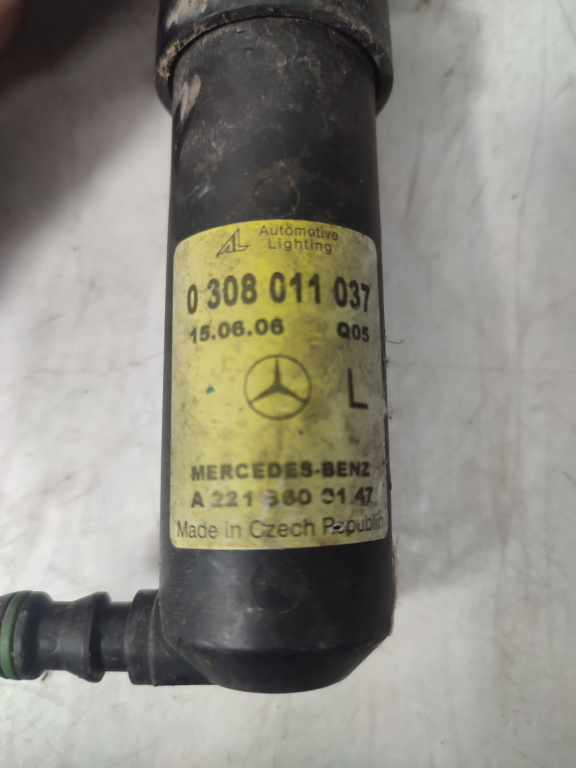 AL Automotive
Lighting
0 308 011 037
15.06.06 Q05
L
MERCEDES-BENZ
A 221 860 01 47
Made in Czech Republic